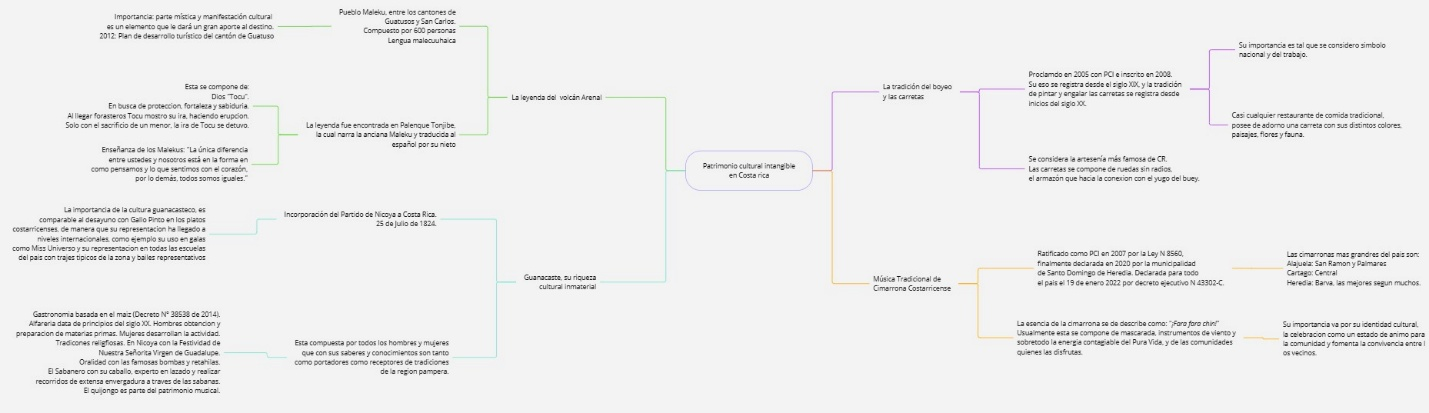 Patrimonio cultural intangible
en Costa rica
La leyenda del volcán Arenal
Pueblo Maleku, entre los cantones de
Guatusos y San Carlos.
Compuesto por 600 personas
Lengua malecuuhaica
Importancia: parte mística y manifestación cultural
es un elemento que le dará un gran aporte al destino.
2012: Plan de desarrollo turístico del cantón de Guatuso
La leyenda fue encontrada en Palenque Tonjibe,
la cual narra la anciana Maleku y traducida al
español por su nieto
Esta se compone de:
Dios "Tocu".
En busca de proteccion, fortaleza y sabiduria.
Al llegar forasteros Tocu mostro su ira, haciendo erupcion.
Solo con el sacrificio de un menor, la ira de Tocu se detuvo.
Enseñanza de los Malekus: "La única diferencia
entre ustedes y nosotros está en la forma en
como pensamos y lo que sentimos con el corazón,
por lo demás, todos somos iguales."
Guanacaste, su riqueza
cultural inmaterial
Incorporación del Partido de Nicoya a Costa Rica.
25 de Julio de 1824.
La importancia de la cultura guanacasteco, es
comparable al desayuno con Gallo Pinto en los platos
costarricenses, de manera que su representacion ha llegado a
niveles internacionales, como ejemplo su uso en galas
como Miss Universo y su representacion en todas las escuelas
del pais con trajes tipicos de la zona y bailes representativos
Esta compuesta por todos los hombres y mujeres
que con sus saberes y conocimientos son tanto
como portadores como receptores de tradiciones
de la region pampera.
Gastronomia basada en el maiz (Decreto N° 38538 de 2014).
Alfareria data de principios del siglo XX. Hombres obtencion y
preparacion de materias primas. Mujeres desarrollan la actividad.
Tradicones religfiosas. En Nicoya con la Festividad de
Nuestra Señorita Virgen de Guadalupe.
Oralidad con las famosas bombas y retahilas.
El Sabanero con su caballo, experto en lazado y realizar
recorridos de extensa envergadura a traves de las sabanas.
El quijongo es parte del patrimonio musical.
La tradición del boyeo
y las carretas
Proclamdo en 2005 con PCI e inscrito en 2008.
Su eso se registra desde el siglo XIX, y la tradición
de pintar y engalar las carretas se registra desde
inicios del siglo XX.
Su importancia es tal que se considero simbolo
nacional y del trabajo.
Casi cualquier restaurante de comida tradicional,
posee de adorno una carreta con sus distintos colores,
paisajes, flores y fauna.
Se considera la artesenía más famosa de CR.
Las carretas se compone de ruedas sin radios,
el armazón que hacia la conexion con el yugo del buey.
Música Tradicional de
Cimarrona Costarricense
Ratificado como PCI en 2007 por la Ley N 8560,
finalmente declarada en 2020 por la municipalidad
de Santo Domingo de Heredia. Declarada para todo
el pais el 19 de enero 2022 por decreto ejecutivo N 43302-C.
Las cimarronas mas grandres del pais son:
Alajuela: San Ramon y Palmares
Cartago: Central
Heredia: Barva, las mejores segun muchos.
La esencia de la cimarrona se de describe como: "¡Fara fara chin!"
Usualmente esta se compone de mascarada, instrumentos de viento y
sobretodo la energia contagiable del Pura Vida, y de las comunidades
quienes las disfrutas.
Su importancia va por su identidad cultural,
la celebracion como un estado de animo para
la comunidad y fomenta la convivencia entre l
os vecinos.